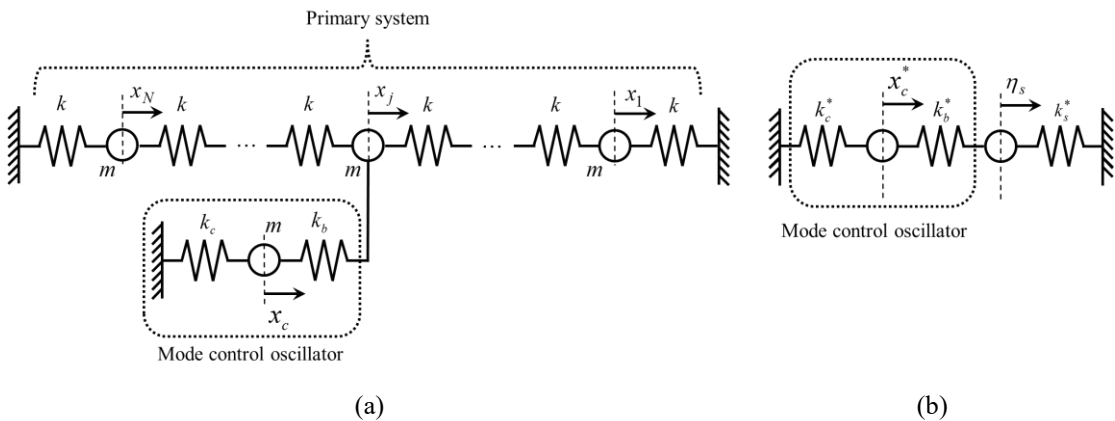 Primary system
x_N x_j x_1
k k k k k k
... ...
m m m
k_c m k_b
x_c
Mode control oscillator
(a)
x_c^* η_s
k_c^* k_b^* k_s^*
Mode control oscillator
(b)